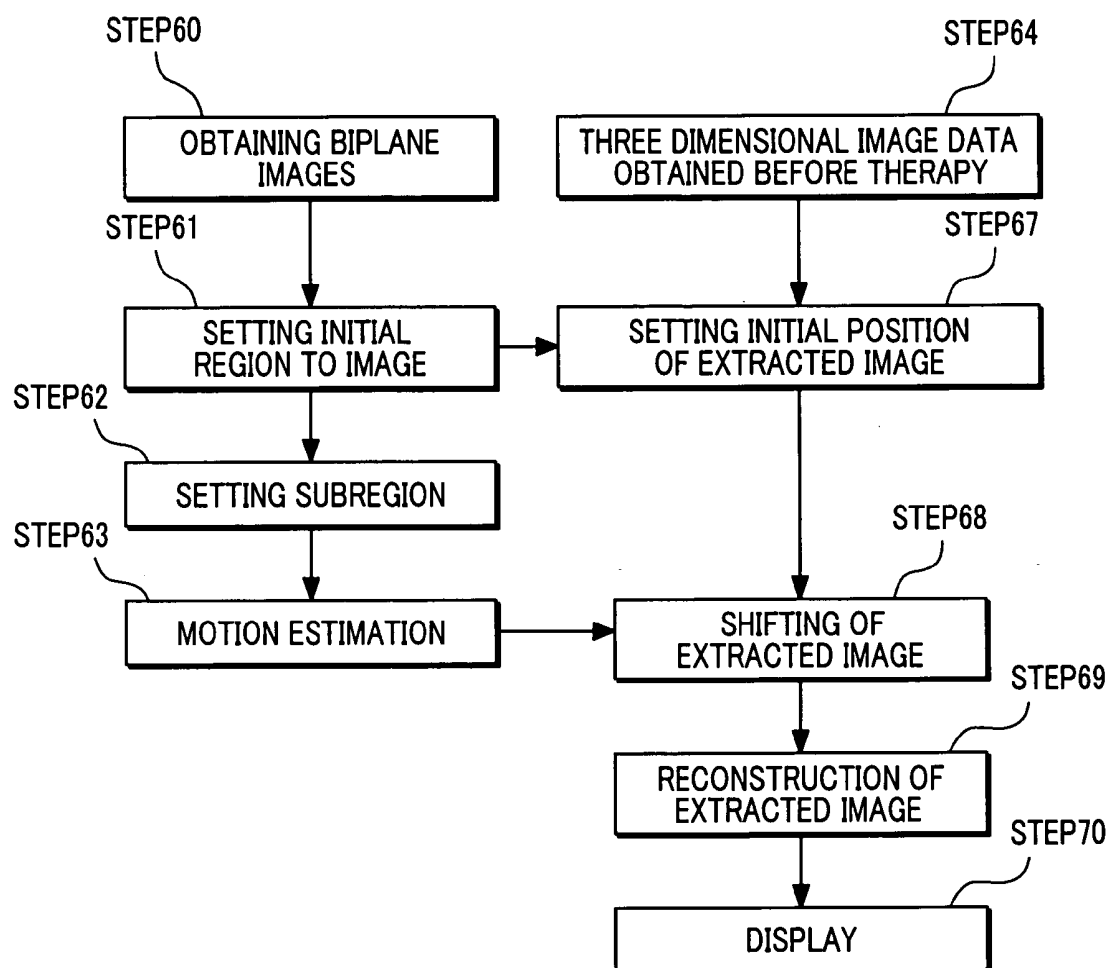 STEP60
STEP64
OBTAINING BIPLANE
IMAGES
THREE DIMENSIONAL IMAGE DATA
OBTAINED BEFORE THERAPY
STEP61
STEP67
SETTING INITIAL
REGION TO IMAGE
SETTING INITIAL POSITION
OF EXTRACTED IMAGE
STEP62
SETTING SUBREGION
STEP63
STEP68
MOTION ESTIMATION
SHIFTING OF
EXTRACTED IMAGE
STEP69
RECONSTRUCTION OF
EXTRACTED IMAGE
STEP70
DISPLAY